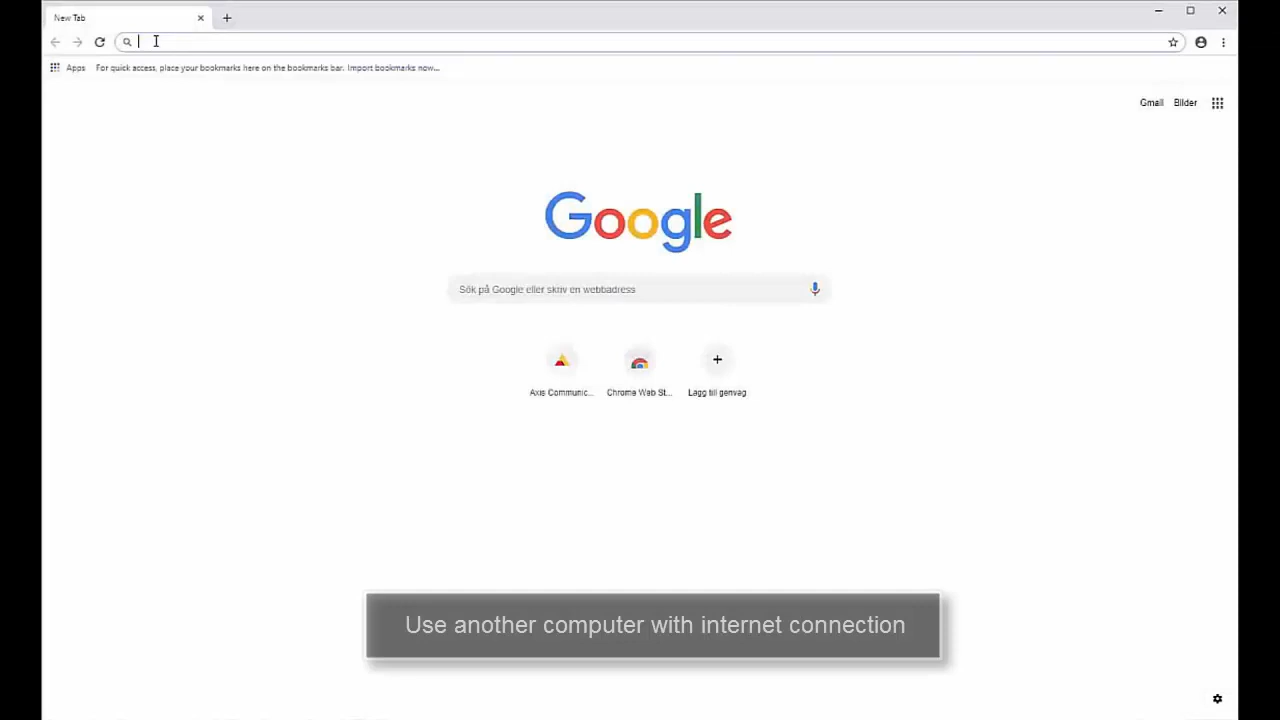 New Tab
Apps For quick access, place your bookmarks here on the bookmarks bar. Import bookmarks now...
Gmail Bilder
Google
Sök på Google eller skriv en webbadress
Axis Communic... Chrome Web St... Lägg till genväg
Use another computer with internet connection